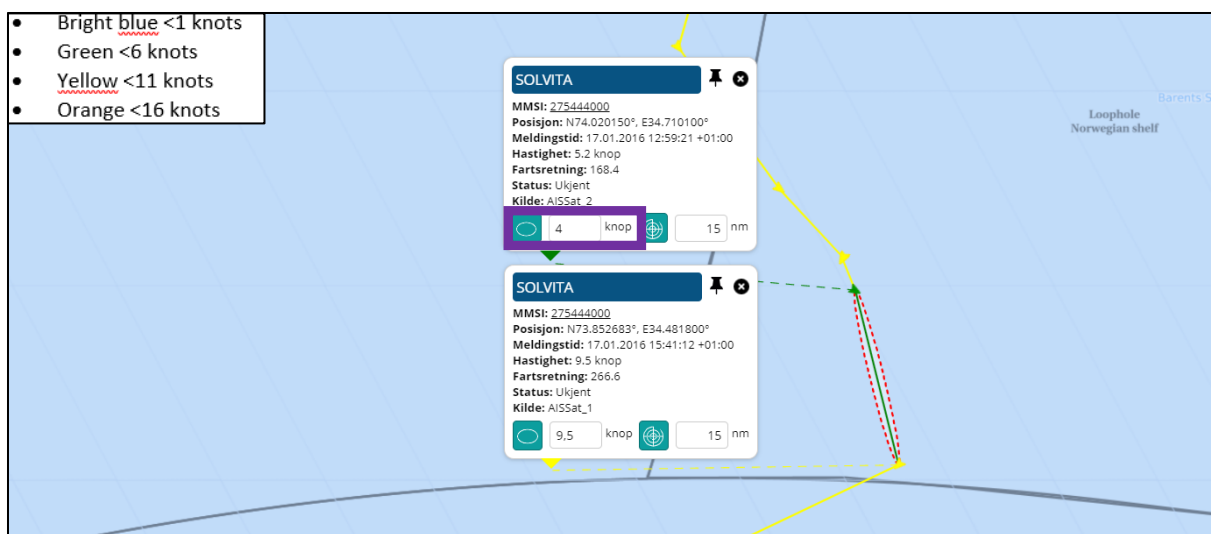 Bright blue <1 knots
Green <6 knots
Yellow <11 knots
Orange <16 knots
SOLVITA
MMSI: 275444000
Posisjon: N74.020150°, E34.710100°
Meldingstid: 17.01.2016 12:59:21 +01:00
Hastighet: 5.2 knop
Fartsretning: 168.4
Status: Ukjent
Kilde: AISSat_2
4 knop 15 nm
SOLVITA
MMSI: 275444000
Posisjon: N73.852683°, E34.481800°
Meldingstid: 17.01.2016 15:41:12 +01:00
Hastighet: 9.5 knop
Fartsretning: 266.6
Status: Ukjent
Kilde: AISSat_1
9,5 knop 15 nm
Barents S
Loophole
Norwegian shelf